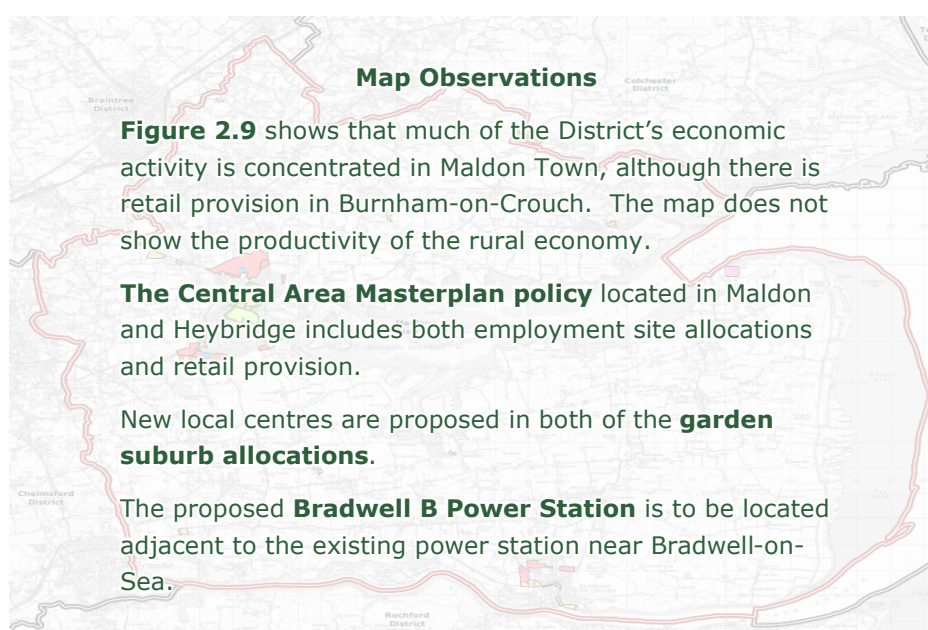 Map Observations
Colchester
District
Braintree
District
Figure 2.9 shows that much of the District's economic
activity is concentrated in Maldon Town, although there is
retail provision in Burnham-on-Crouch. The map does not
show the productivity of the rural economy.
The Central Area Masterplan policy located in Maldon
and Heybridge includes both employment site allocations
and retail provision.
New local centres are proposed in both of the garden
suburb allocations.
Chelmsford
District
The proposed Bradwell B Power Station is to be located
adjacent to the existing power station near Bradwell-on-
Sea.
Rochford
District